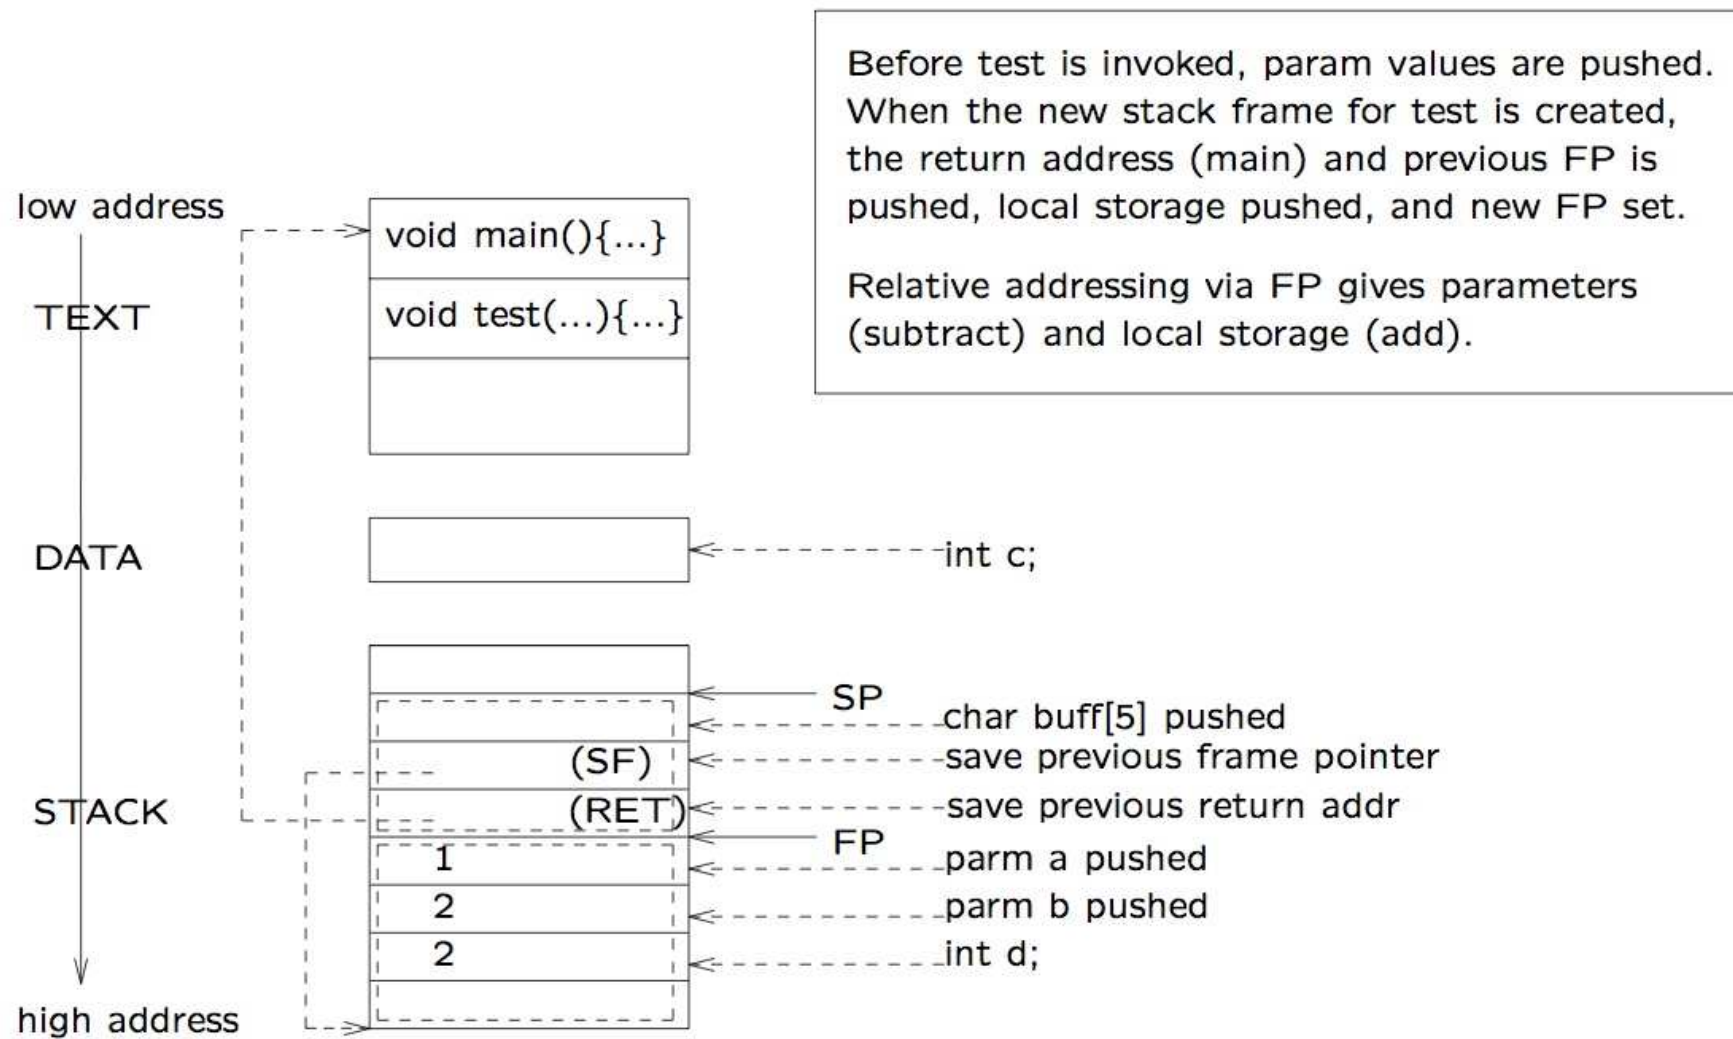 Before test is invoked, param values are pushed.
When the new stack frame for test is created,
the return address (main) and previous FP is
pushed, local storage pushed, and new FP set.
Relative addressing via FP gives parameters
(subtract) and local storage (add).
low address
void main(){...}
TEXT
void test(...){...}
DATA
int c;
SP
char buff[5] pushed
(SF)
save previous frame pointer
STACK
(RET)
save previous return addr
FP
1
parm a pushed
2
parm b pushed
2
int d;
high address